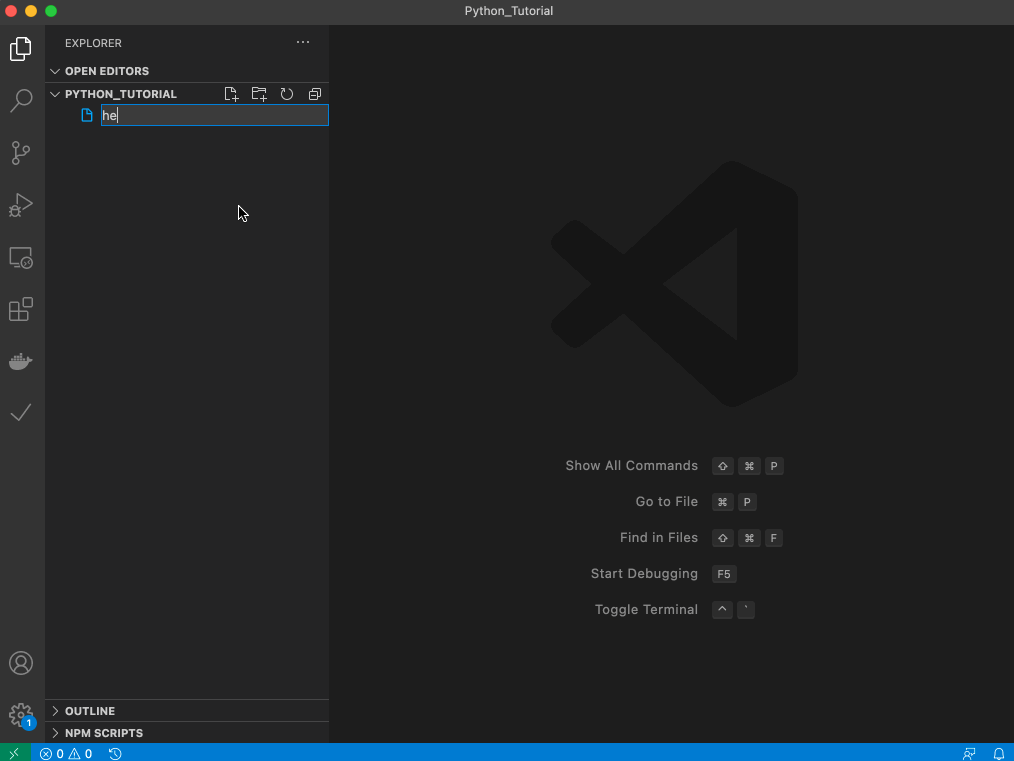 Python_Tutorial
EXPLORER
OPEN EDITORS
PYTHON_TUTORIAL
he
Show All Commands ⇧ ⌘ P
Go to File ⌘ P
Find in Files ⇧ ⌘ F
Start Debugging F5
Toggle Terminal ^ `
OUTLINE
1
NPM SCRIPTS
0 0